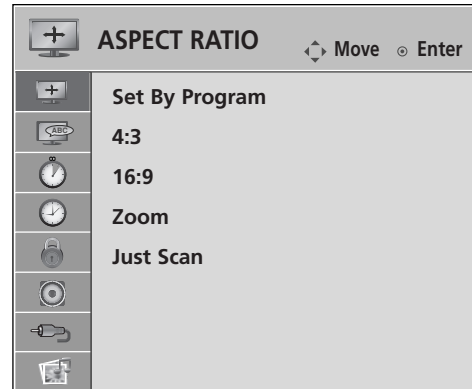 ASPECT RATIO Move Enter
Set By Program
ABC
4:3
16:9
Zoom
Just Scan